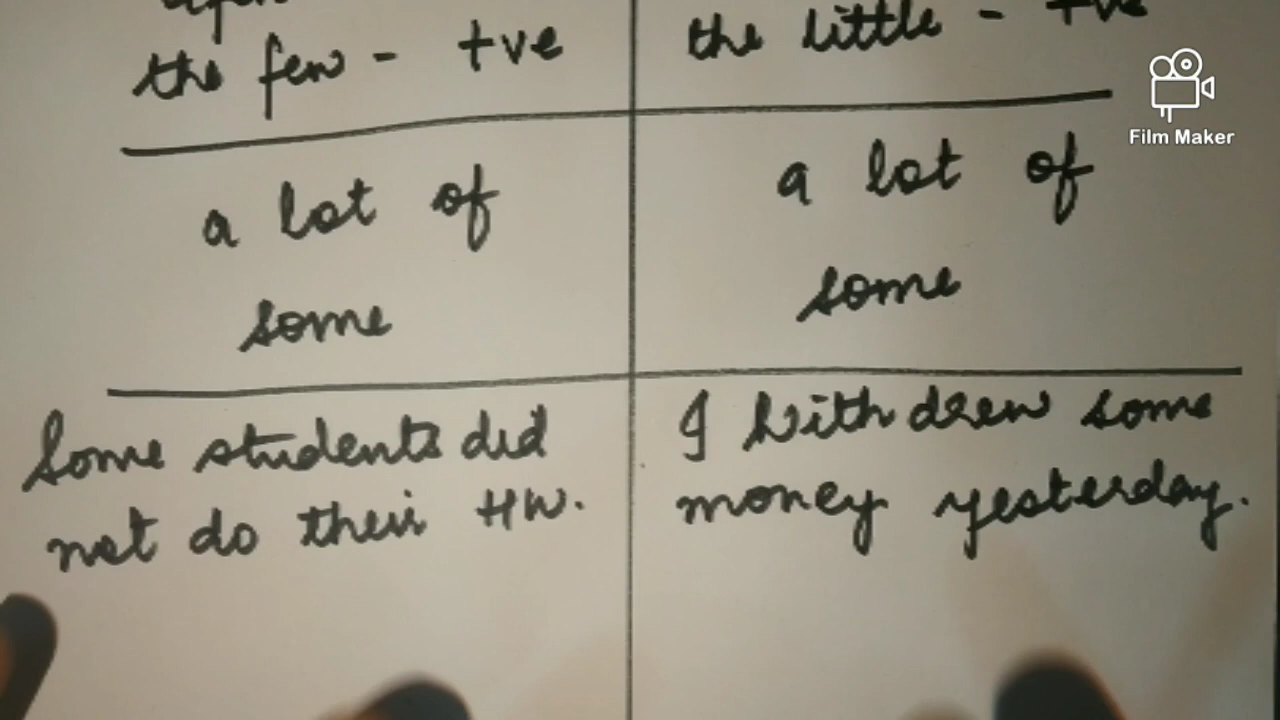 the few - +ve
the little - +ve
Film Maker
a lot of
some
a lot of
some
Some students did
not do their HW.
I withdrew some
money yesterday.